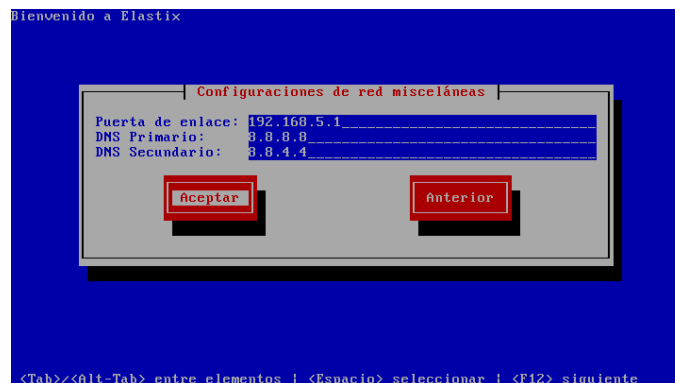 Bienvenido a Elastix
Configuraciones de red misceláneas
Puerta de enlace: 192.168.5.1
DNS Primario: 8.8.8.8
DNS Secundario: 8.8.4.4
Aceptar
Anterior
<Tab>/<Alt-Tab> entre elementos ¦ <Espacio> seleccionar ¦ <F12> siguiente